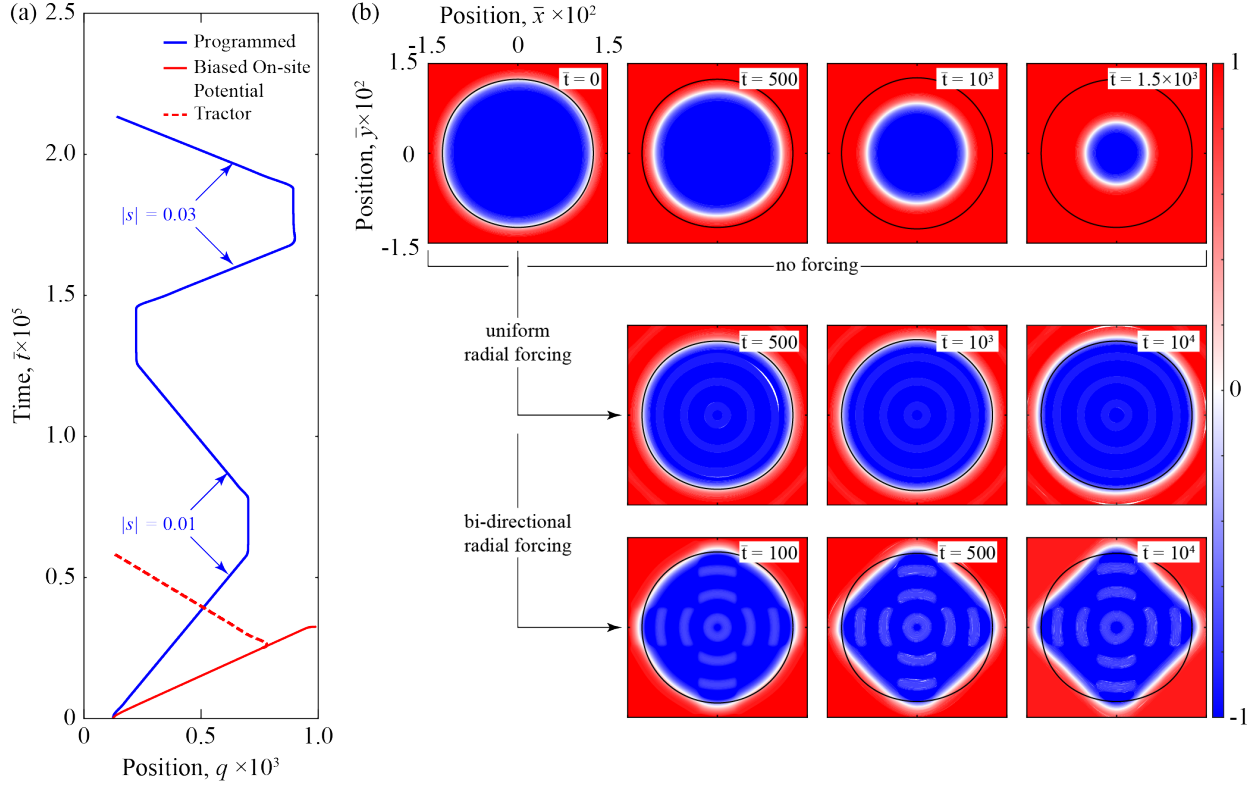 (a)
2.5
2.0
1.5
1.0
0.5
0
0
0.5
1.0
Time, t̄×10⁵
Position, q ×10³
Programmed
Biased On-site
Potential
Tractor
|s| = 0.03
|s| = 0.01
(b)
Position, x̄ ×10²
-1.5
0
1.5
Position, ȳ× 10²
1.5
0
-1.5
t̄ = 0
t̄ = 500
t̄ = 10³
t̄ = 1.5×10³
no forcing
uniform
radial forcing
t̄ = 500
t̄ = 10³
t̄ = 10⁴
bi-directional
radial forcing
t̄ = 100
t̄ = 500
t̄ = 10⁴
1
0
-1